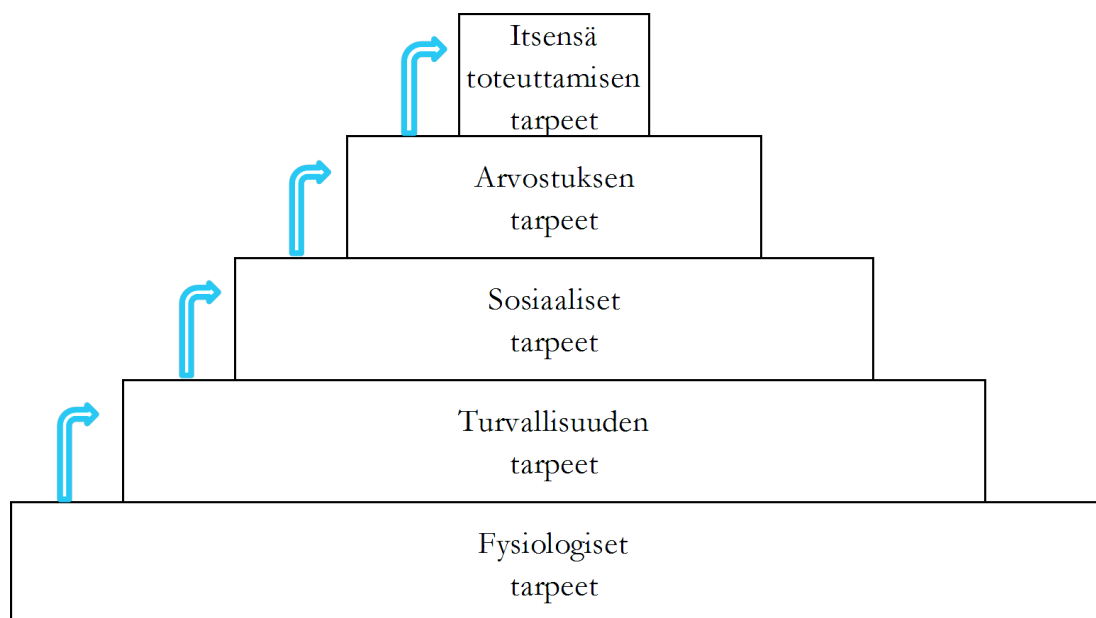 Itsensä
toteuttamisen
tarpeet
Arvostuksen
tarpeet
Sosiaaliset
tarpeet
Turvallisuuden
tarpeet
Fysiologiset
tarpeet